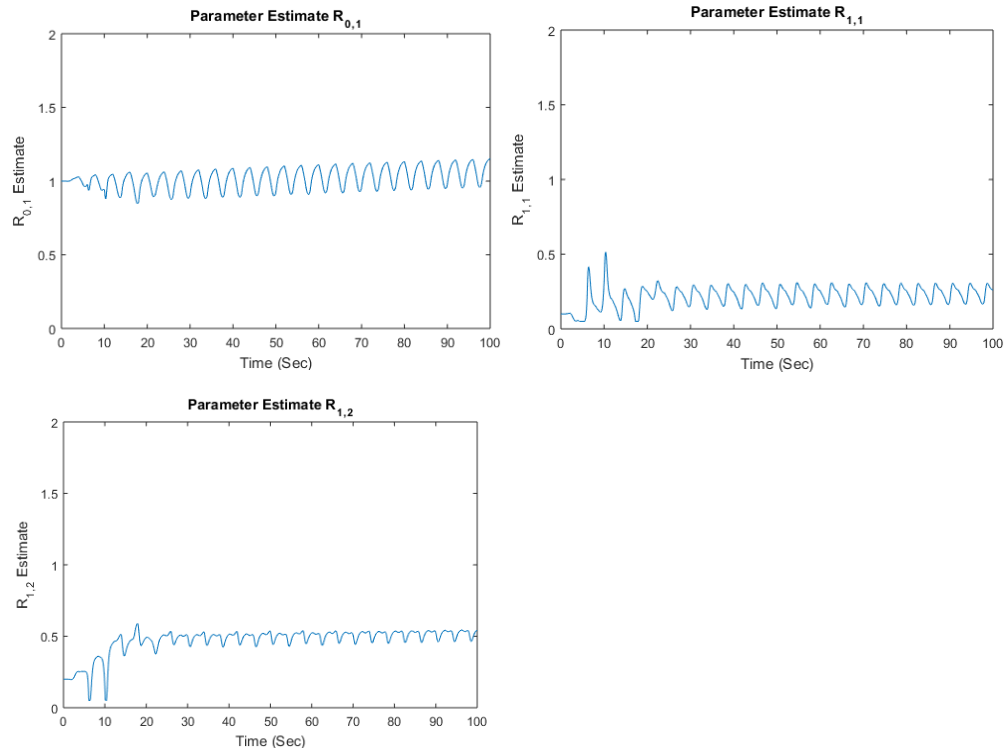 Parameter Estimate R0,1
2
1.5
1
0.5
0
R0,1 Estimate
0 10 20 30 40 50 60 70 80 90 100
Time (Sec)
Parameter Estimate R1,1
2
1.5
1
0.5
0
R1,1 Estimate
0 10 20 30 40 50 60 70 80 90 100
Time (Sec)
Parameter Estimate R1,2
2
1.5
1
0.5
0
R1,2 Estimate
0 10 20 30 40 50 60 70 80 90 100
Time (Sec)